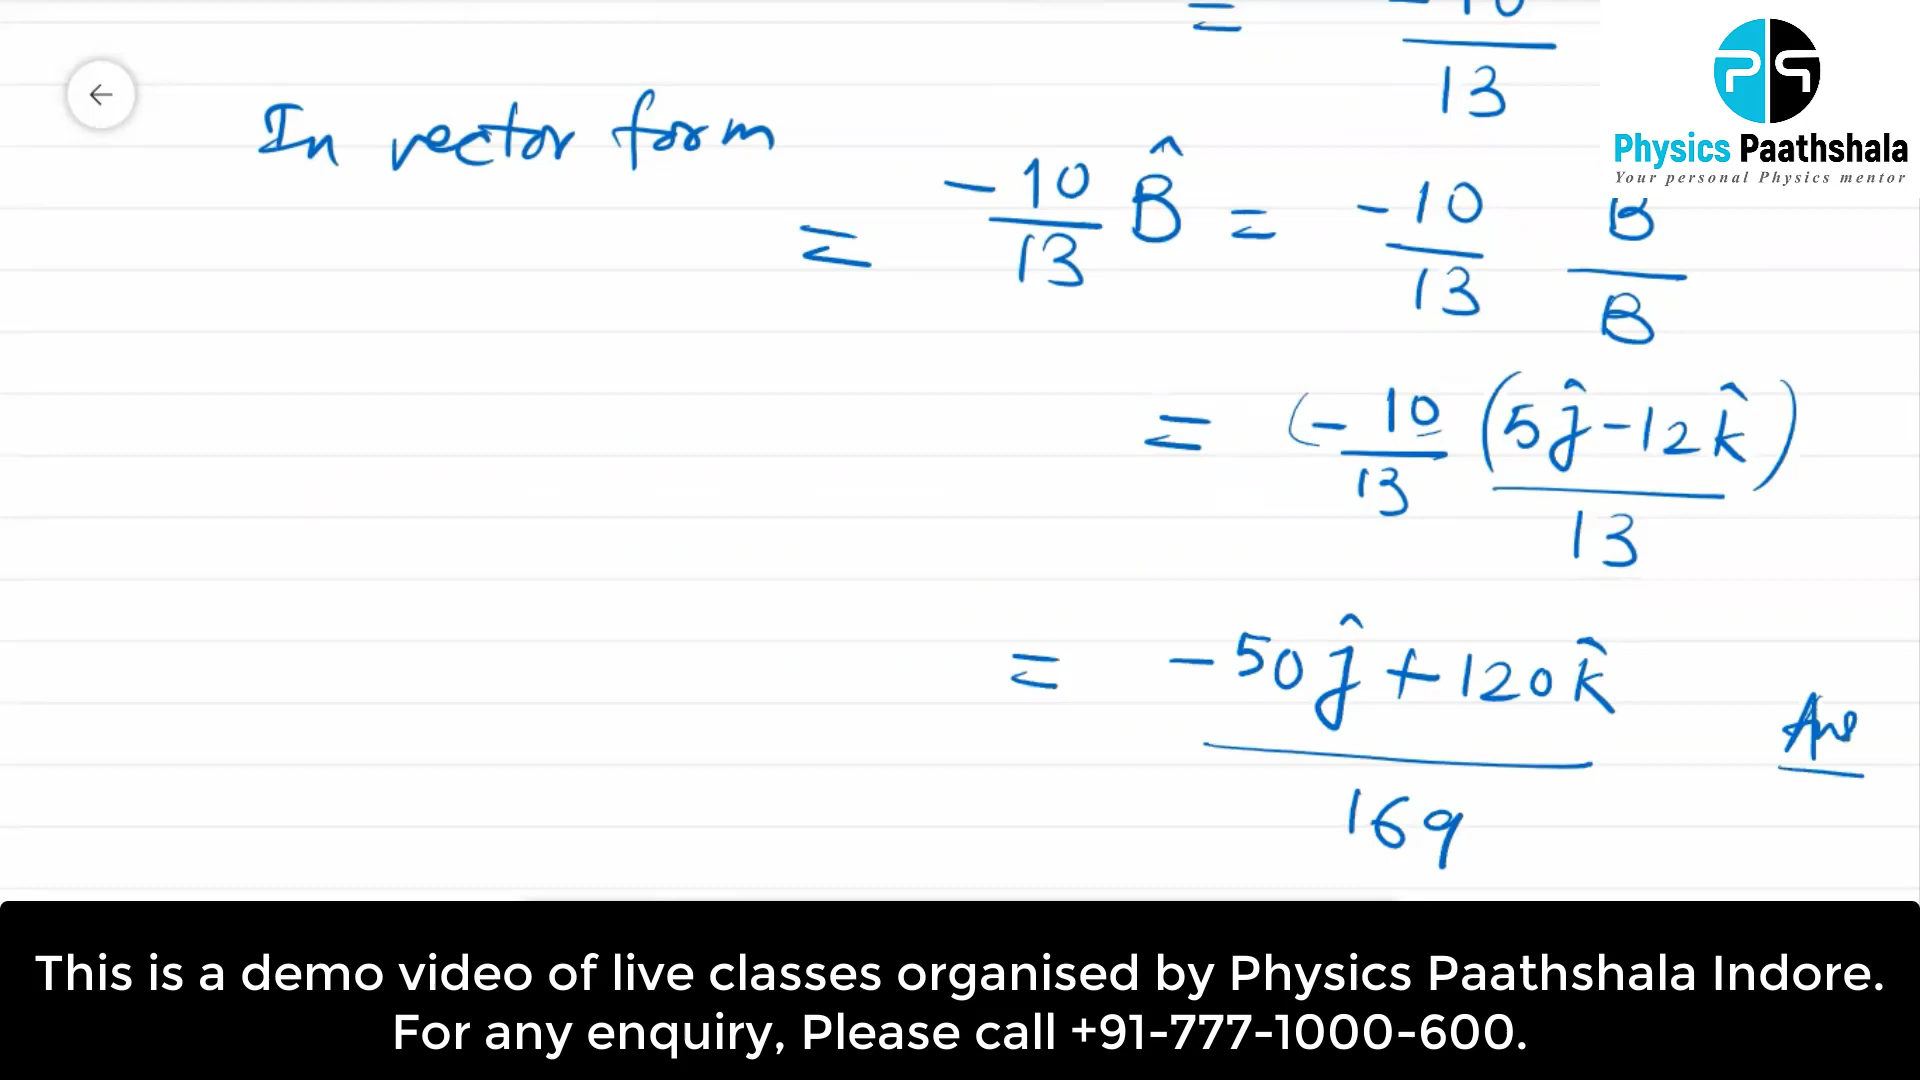 = -10/13
In vector form
= -10/13 B̂ = -10/13 B/B
= (-10/13 (5ĵ-12k̂)/13)
= (-50ĵ+120k̂)/169 Ans
Physics Paathshala
Your personal Physics mentor
This is a demo video of live classes organised by Physics Paathshala Indore.
For any enquiry, Please call +91-777-1000-600.